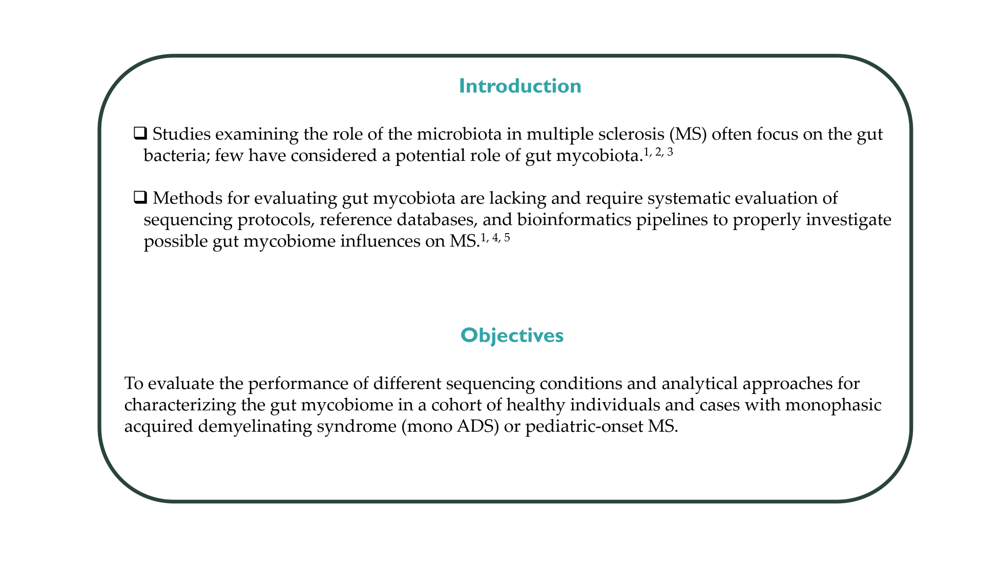 Introduction
❑ Studies examining the role of the microbiota in multiple sclerosis (MS) often focus on the gut
bacteria; few have considered a potential role of gut mycobiota.1, 2, 3
❑ Methods for evaluating gut mycobiota are lacking and require systematic evaluation of
sequencing protocols, reference databases, and bioinformatics pipelines to properly investigate
possible gut mycobiome influences on MS.1, 4, 5
Objectives
To evaluate the performance of different sequencing conditions and analytical approaches for
characterizing the gut mycobiome in a cohort of healthy individuals and cases with monophasic
acquired demyelinating syndrome (mono ADS) or pediatric-onset MS.